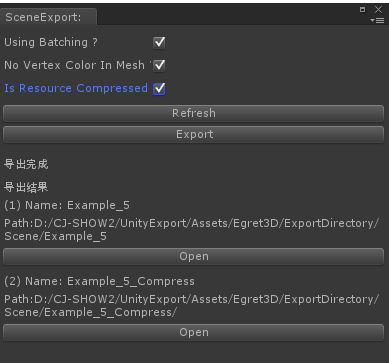 SceneExport:
Using Batching ?
No Vertex Color In Mesh
Is Resource Compressed
Refresh
Export
导出完成
导出结果
(1) Name: Example_5
Path:D:/CJ-SHOW2/UnityExport/Assets/Egret3D/ExportDirectory/
Scene/Example_5
Open
(2) Name: Example_5_Compress
Path:D:/CJ-SHOW2/UnityExport/Assets/Egret3D/ExportDirectory/
Scene/Example_5_Compress/
Open